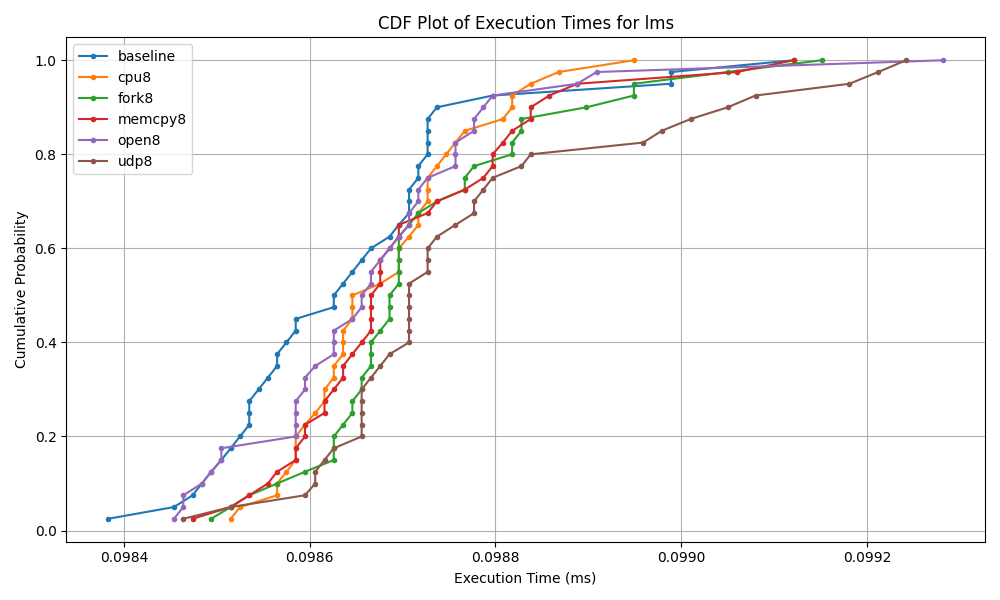 CDF Plot of Execution Times for lms
baseline
cpu8
fork8
memcpy8
open8
udp8
Cumulative Probability
1.0
0.8
0.6
0.4
0.2
0.0
0.0984
0.0986
0.0988
0.0990
0.0992
Execution Time (ms)